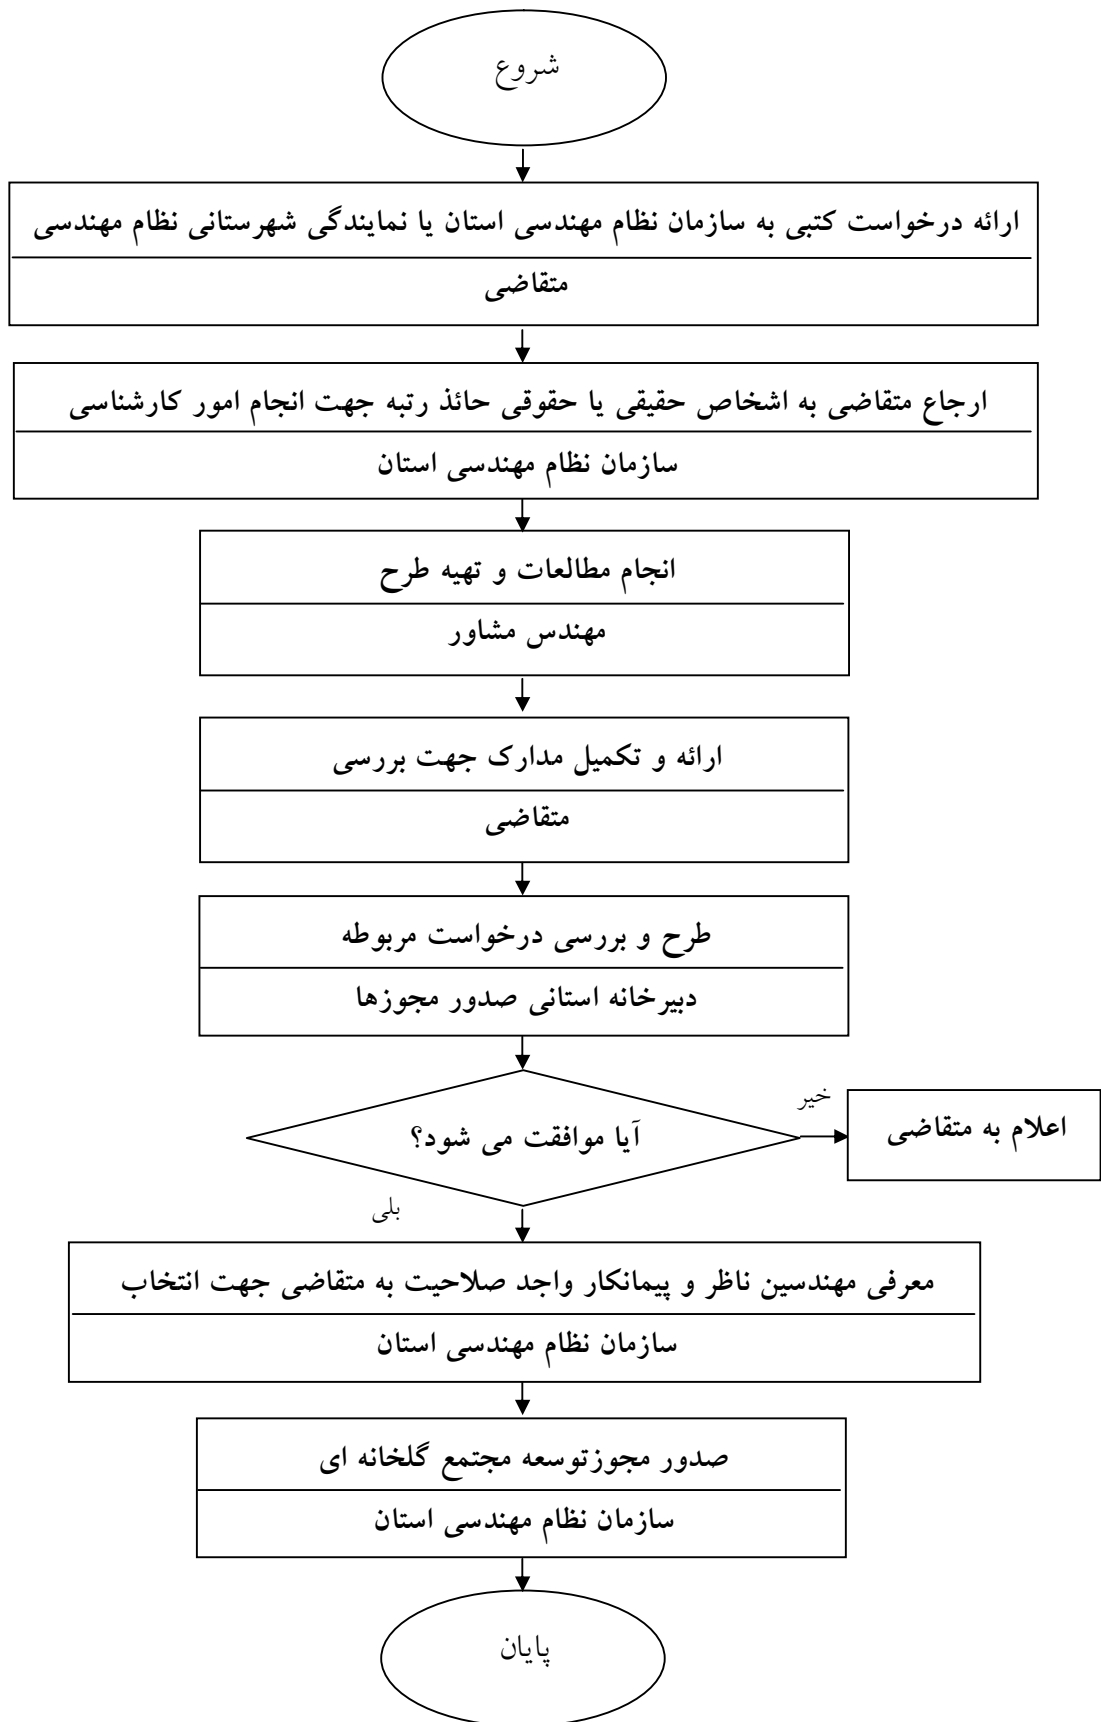 شروع
ارائه درخواست کتبی به سازمان نظام مهندسی استان یا نمایندگی شهرستانی نظام مهندسی
متقاضی
ارجاع متقاضی به اشخاص حقیقی یا حقوقی حائذ رتبه جهت انجام امور کارشناسی
سازمان نظام مهندسی استان
انجام مطالعات و تهیه طرح
مهندس مشاور
ارائه و تکمیل مدارک جهت بررسی
متقاضی
طرح و بررسی درخواست مربوطه
دبیرخانه استانی صدور مجوزها
آیا موافقت می شود؟
خیر
اعلام به متقاضی
بلی
معرفی مهندسین ناظر و پیمانکار واجد صلاحیت به متقاضی جهت انتخاب
سازمان نظام مهندسی استان
صدور مجوزتوسعه مجتمع گلخانه ای
سازمان نظام مهندسی استان
پایان